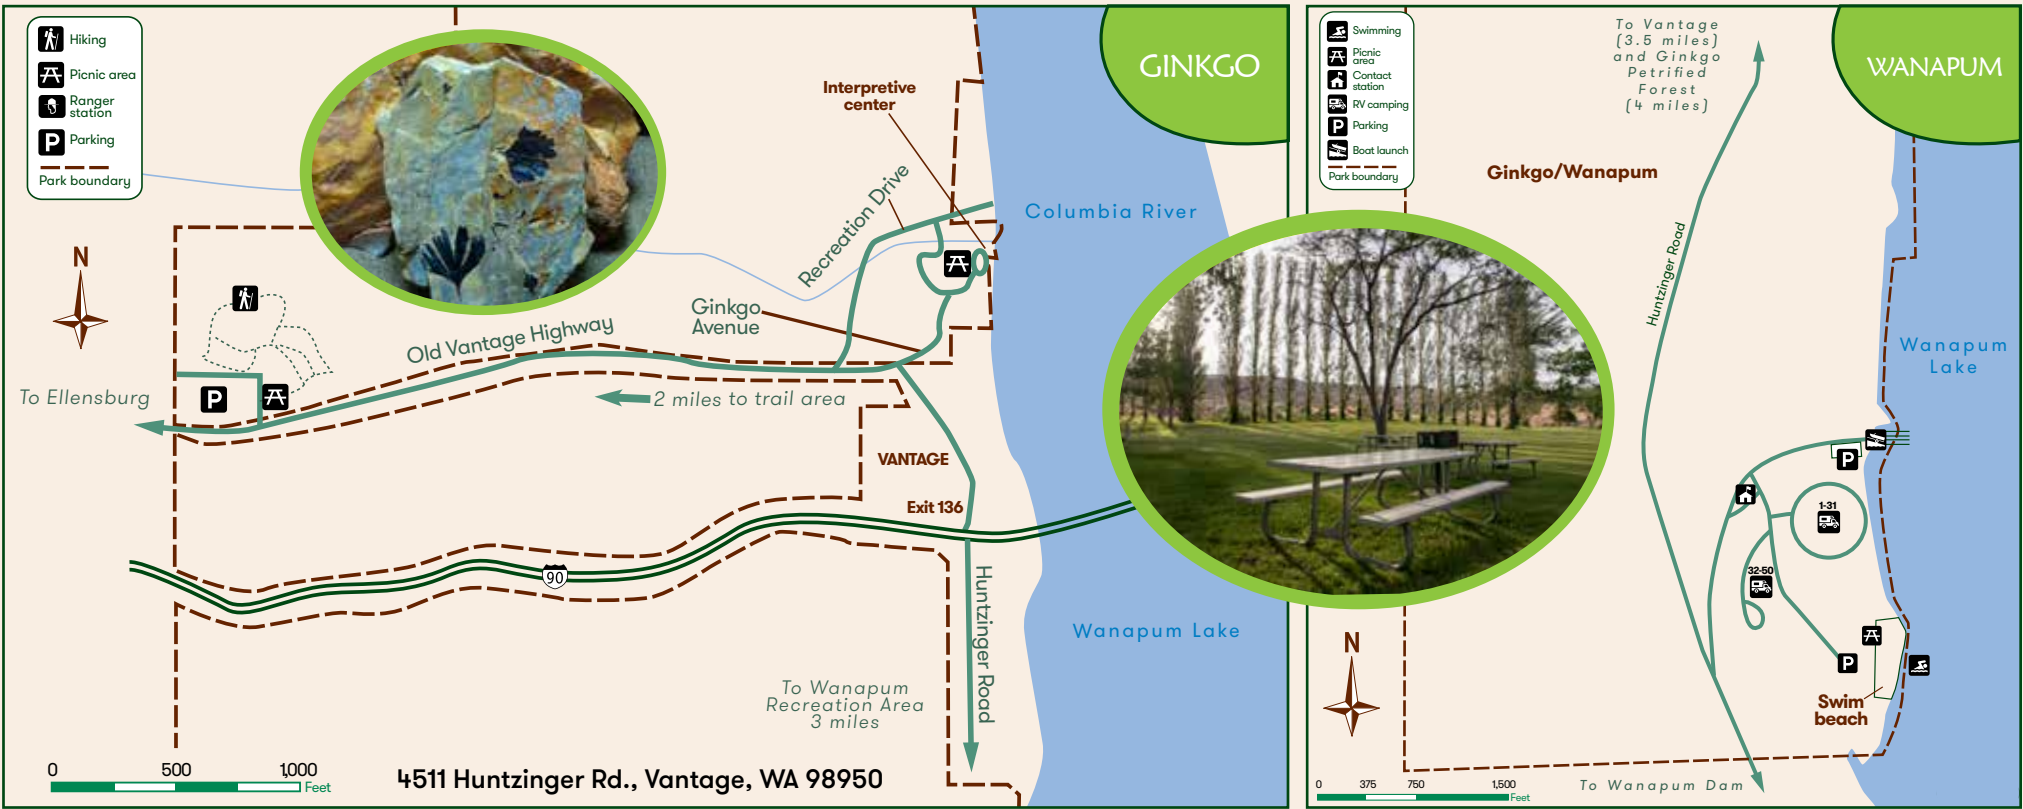 Hiking
Picnic area
Ranger
station
P
Parking
Park boundary
GINKGO
Interpretive
center
Recreation Drive
Columbia River
N
Ginkgo
Avenue
Old Vantage Highway
To Ellensburg
P
2 miles to trail area
VANTAGE
Exit 136
90
Huntzinger Road
Wanapum Lake
To Wanapum
Recreation Area
3 miles
0 500 1,000
Feet
4511 Huntzinger Rd., Vantage, WA 98950
Swimming
Picnic
area
Contact
station
RV camping
P
Parking
Boat launch
Park boundary
To Vantage
(3.5 miles)
and Ginkgo
Petrified
Forest
(4 miles)
WANAPUM
Ginkgo/Wanapum
Huntzinger Road
Wanapum
Lake
P
1-31
32-50
P
Swim
beach
N
0 375 750 1,500
Feet
To Wanapum Dam